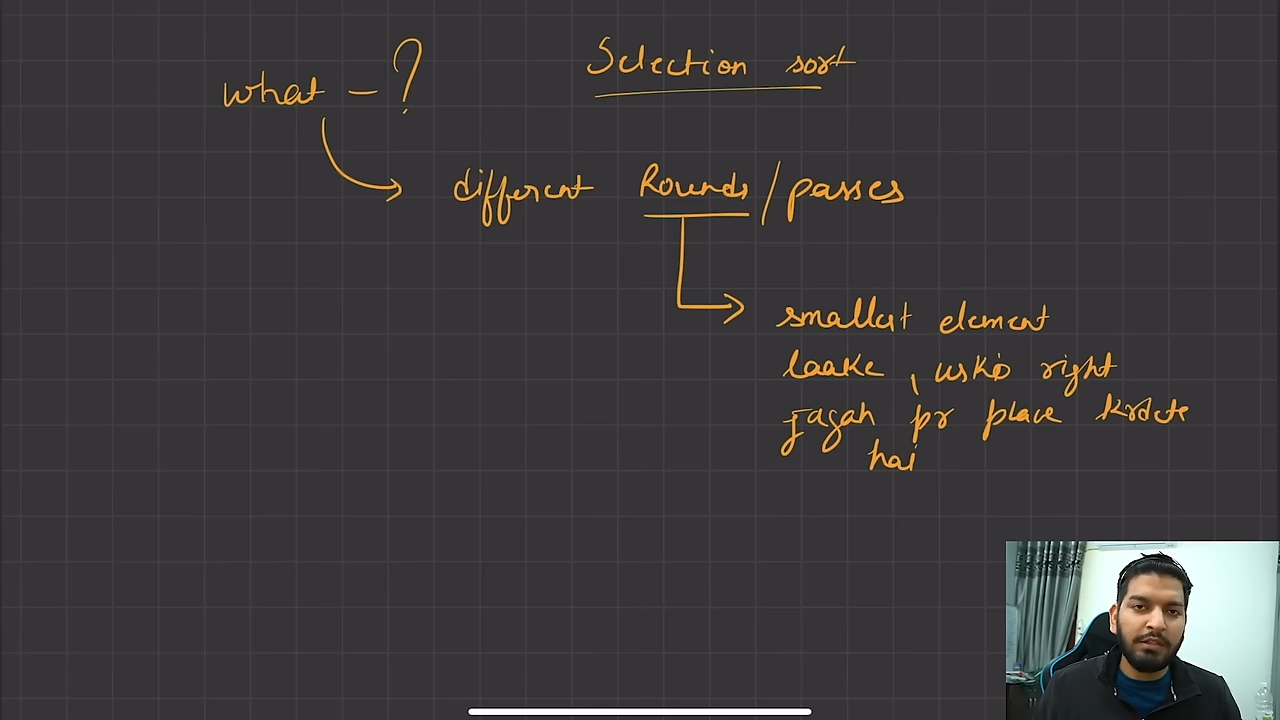 Selection sort
what - ?
different Rounds / passes
smallest element
laake, usko right
jagah pr place krdete
hai